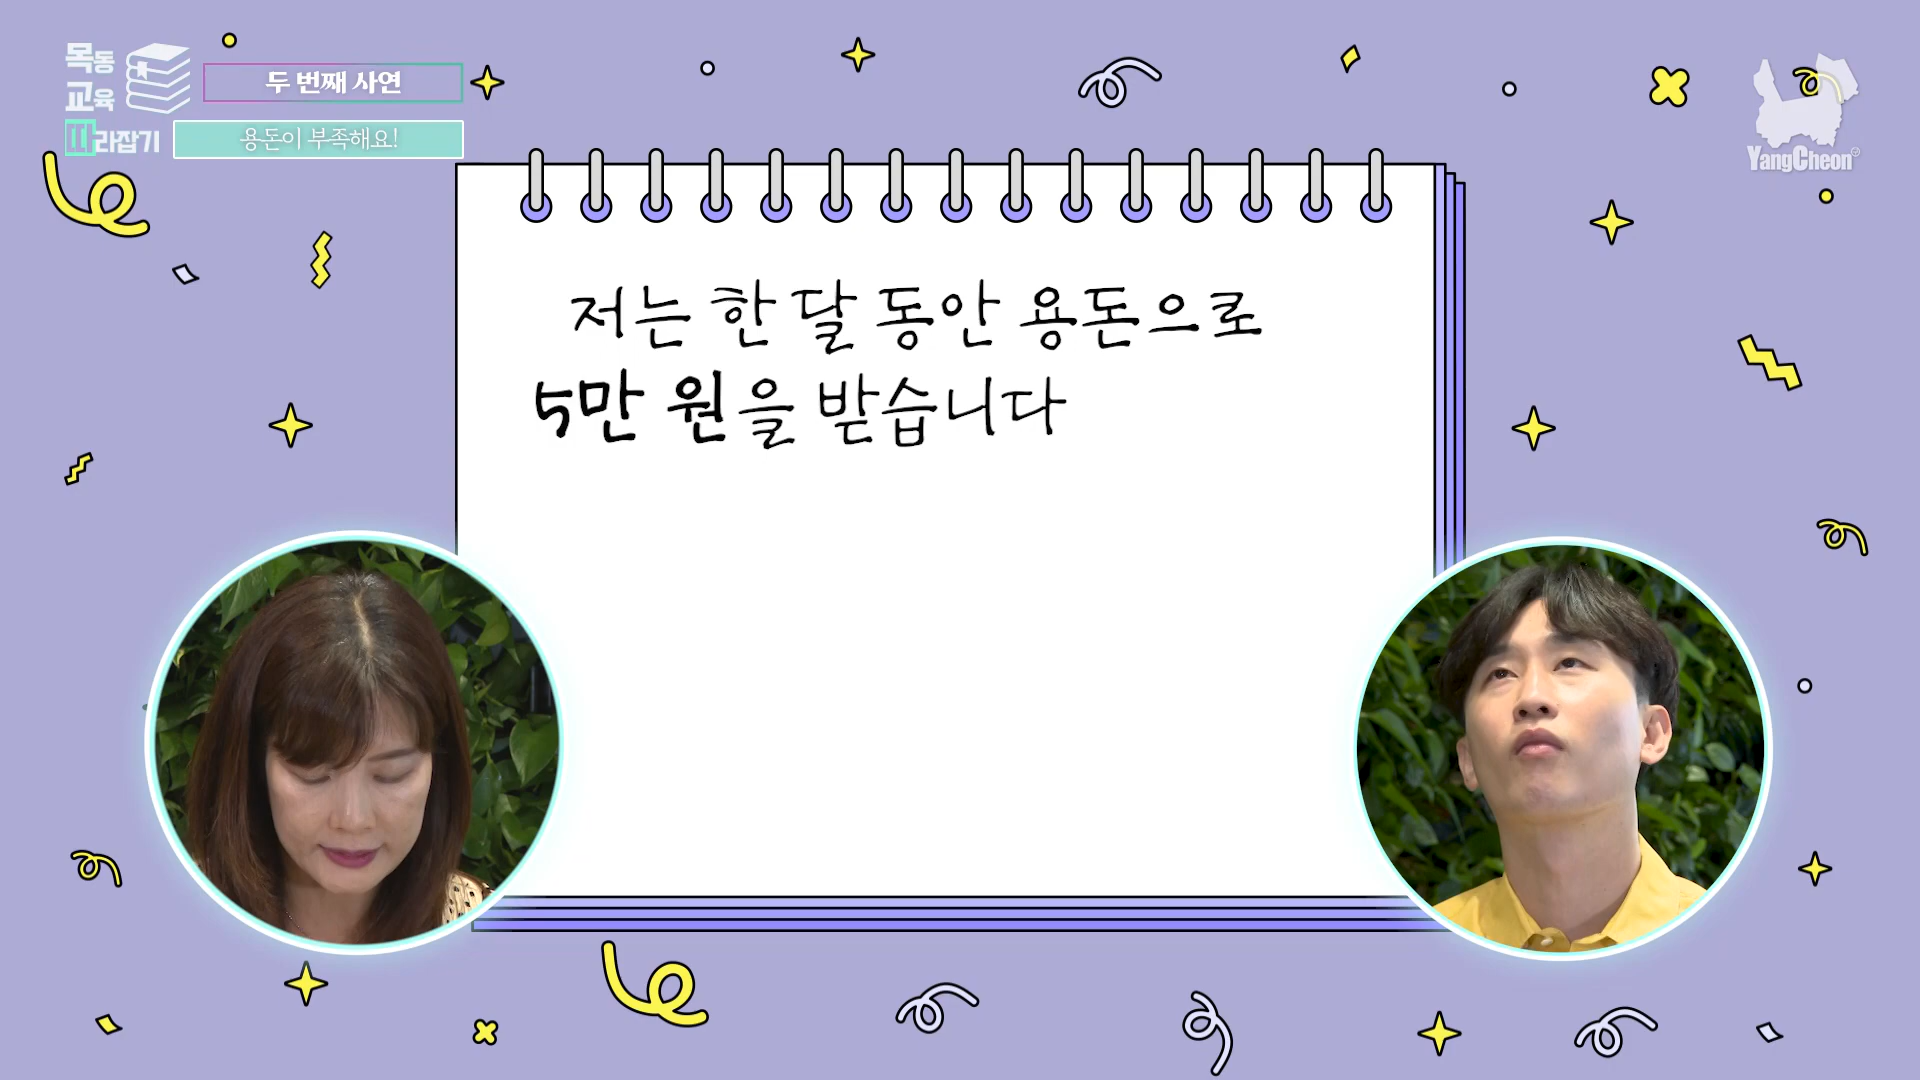 목동
교육
따라잡기
두 번째 사연
용돈이 부족해요!
YangCheon
저는 한 달 동안 용돈으로
5만 원을 받습니다